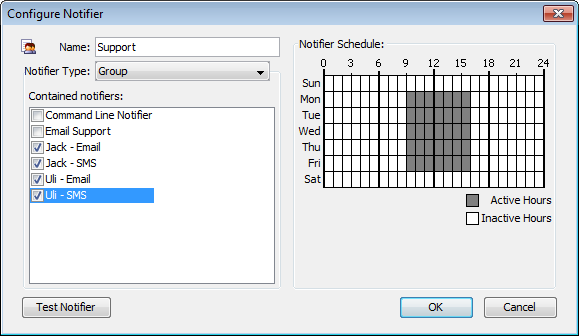 Configure Notifier
Name: Support
Notifier Type: Group
Contained notifiers:
Command Line Notifier
Email Support
Jack - Email
Jack - SMS
Uli - Email
Uli - SMS
Test Notifier
Notifier Schedule:
0 3 6 9 12 15 18 21 24
Sun
Mon
Tue
Wed
Thu
Fri
Sat
Active Hours
Inactive Hours
OK
Cancel